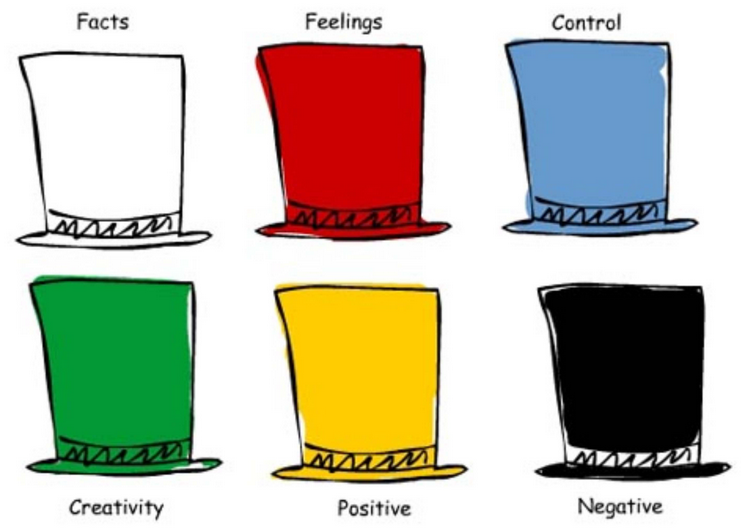 Facts
Feelings
Control
Creativity
Positive
Negative